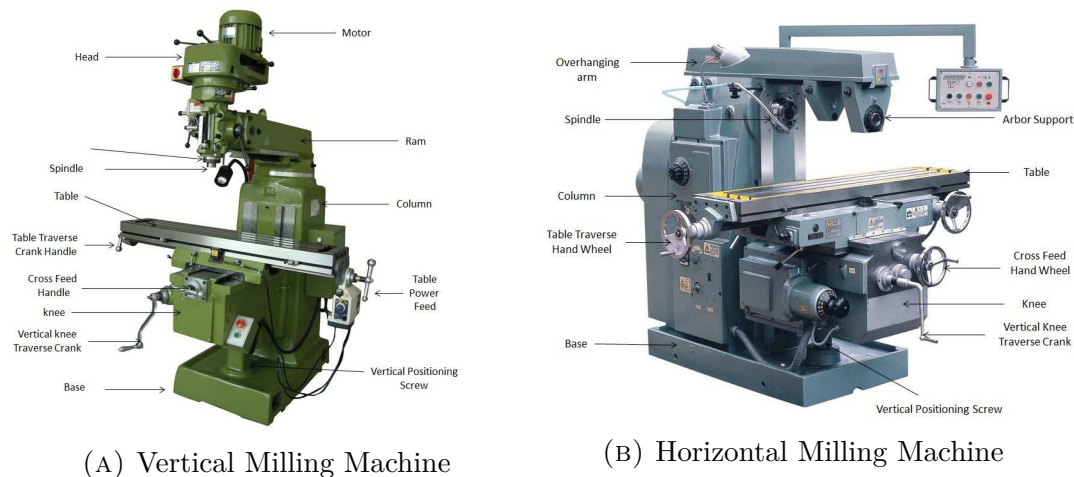 Motor
Head
Ram
Spindle
Table
Column
Table Traverse
Crank Handle
Cross Feed
Handle
Table
Power
Feed
knee
Vertical knee
Traverse Crank
Vertical Positioning
Screw
Base
(A) Vertical Milling Machine
Overhanging
arm
Spindle
Arbor Support
Table
Column
Table Traverse
Hand Wheel
Cross Feed
Hand Wheel
Knee
Vertical Knee
Traverse Crank
Base
Vertical Positioning Screw
(B) Horizontal Milling Machine